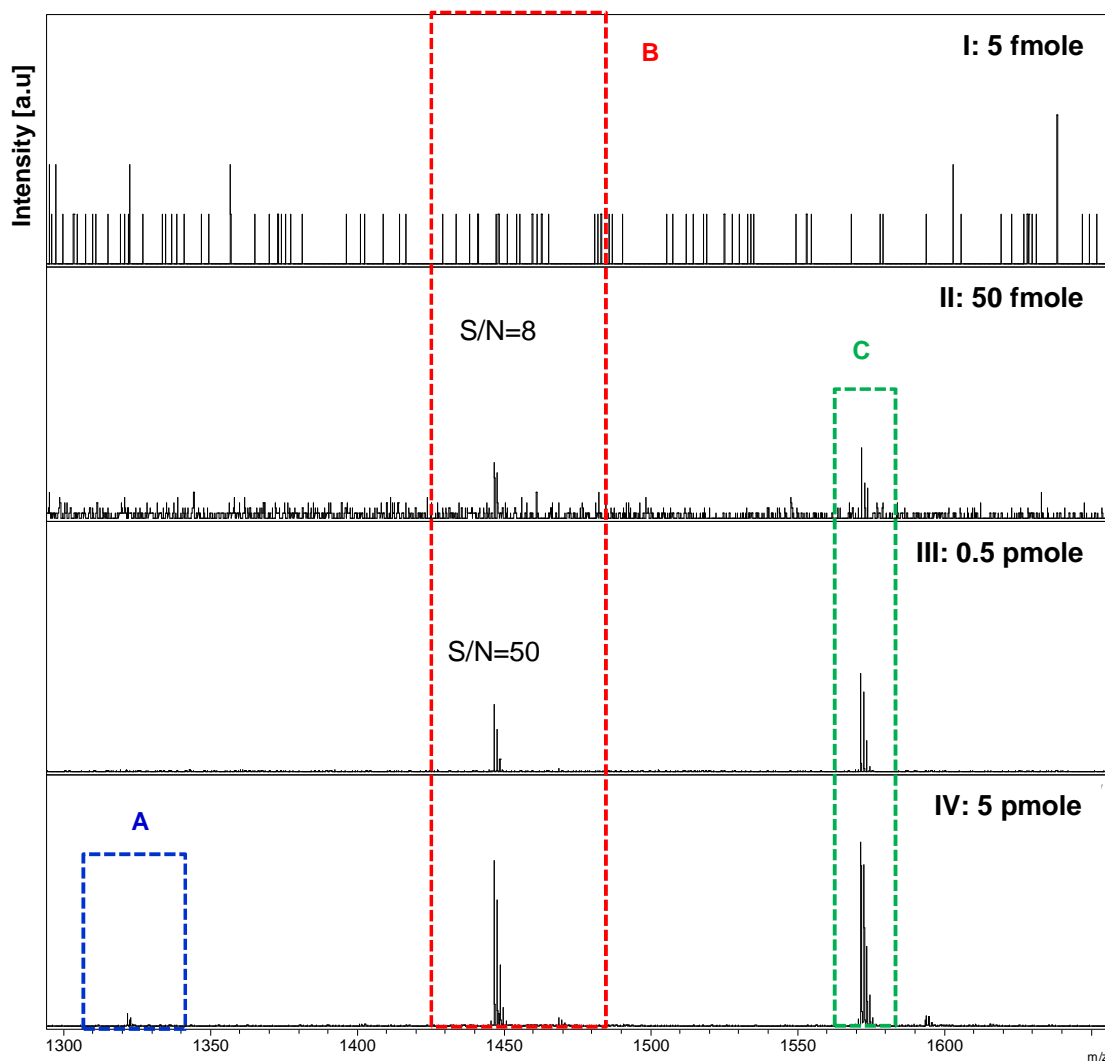 Intensity [a.u]
I: 5 fmole
B
II: 50 fmole
S/N=8
C
III: 0.5 pmole
S/N=50
IV: 5 pmole
A
1300 1350 1400 1450 1500 1550 1600